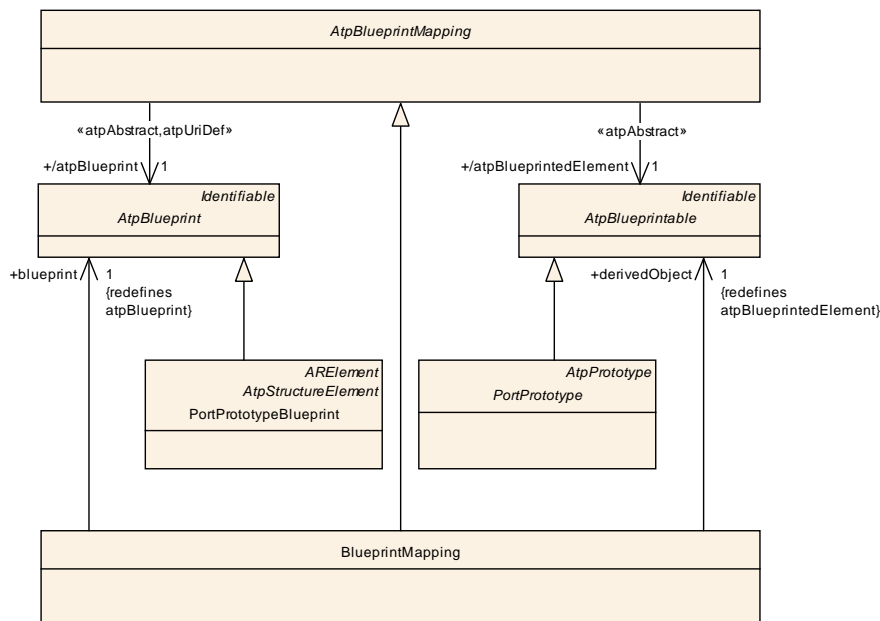 AtpBlueprintMapping
«atpAbstract,atpUriDef»
«atpAbstract»
+/atpBlueprint 1
+/atpBlueprintedElement 1
Identifiable
AtpBlueprint
Identifiable
AtpBlueprintable
+blueprint 1
{redefines
atpBlueprint}
+derivedObject 1
{redefines
atpBlueprintedElement}
ARElement
AtpStructureElement
PortPrototypeBlueprint
AtpPrototype
PortPrototype
BlueprintMapping